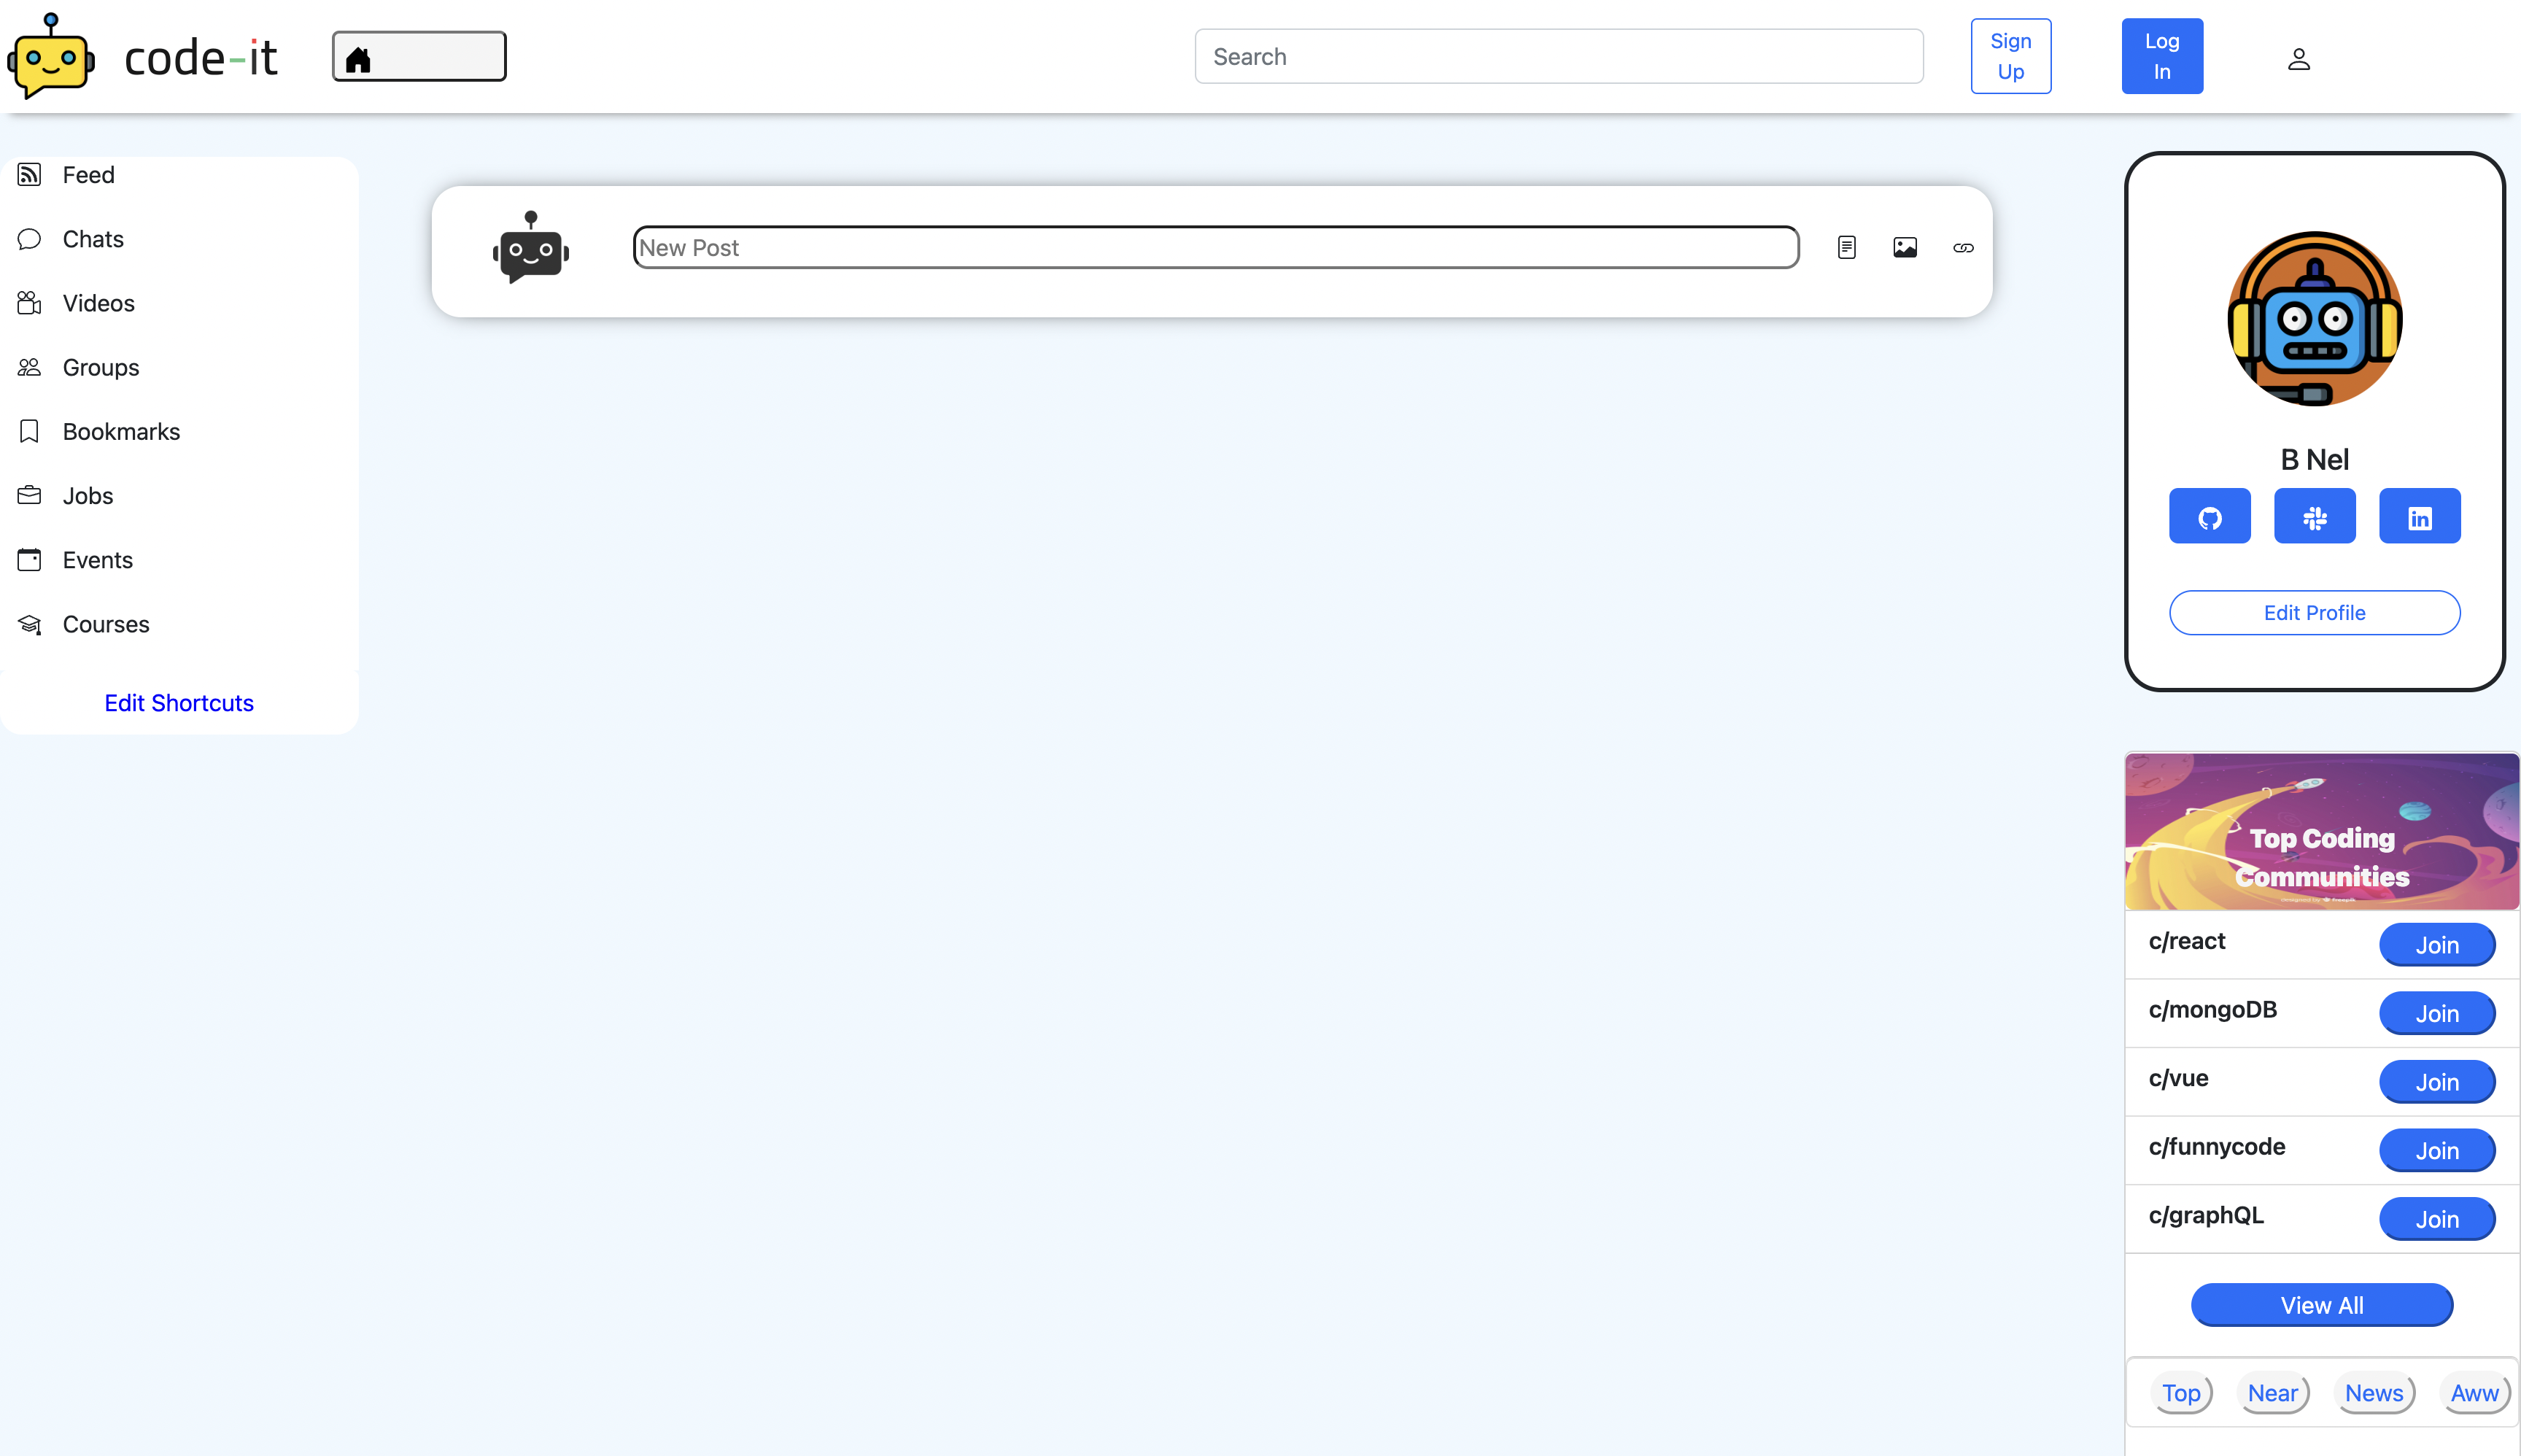 code-it
Search
Sign
Up
Log
In
Feed
Chats
Videos
Groups
Bookmarks
Jobs
Events
Courses
Edit Shortcuts
New Post
B Nel
in
Edit Profile
Top Coding
Communities
c/react Join
c/mongoDB Join
c/vue Join
c/funnycode Join
c/graphQL Join
View All
Top Near News Aww